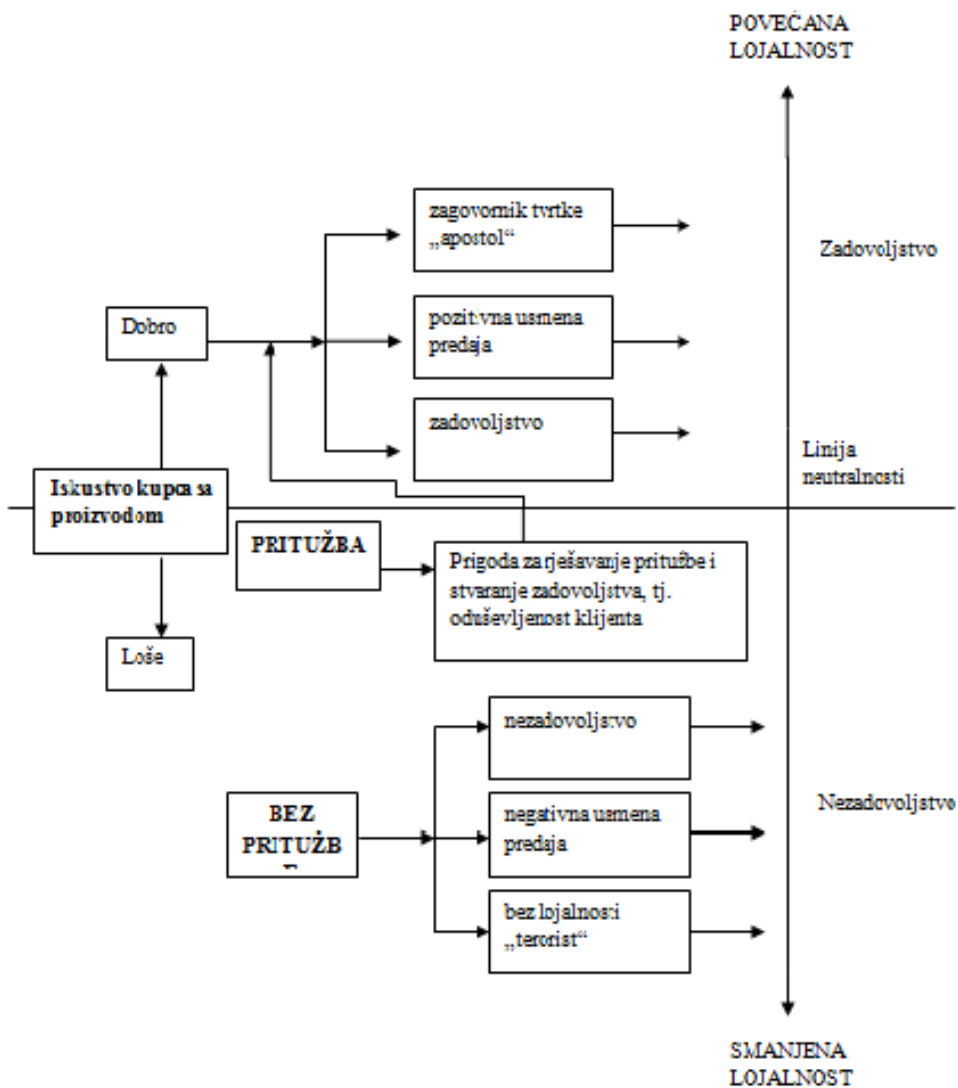 POVEĆANA
LOJALNOST
zagovornik tvrtke
„apostol“
Zadovoljstvo
Dobro
pozitivna usmena
predaja
zadovoljstvo
Linija
neutralnosti
Iskustvo kupca sa
proizvodom
PRITUŽBA
Prigoda za rješavanje pritužbe i
stvaranje zadovoljstva, tj.
oduševljenost klijenta
Loše
nezadovoljstvo
Nezadovoljstvo
BEZ
PRITUŽB
negativna usmena
predaja
bez lojalnosti
„terorist“
SMANJENA
LOJALNOST